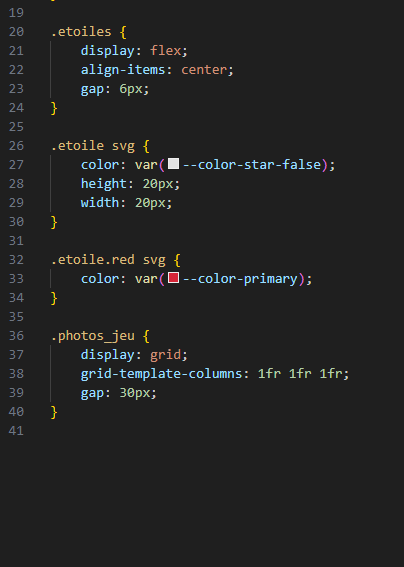 19
20 .etoiles {
21 display: flex;
22 align-items: center;
23 gap: 6px;
24 }
25
26 .etoile svg {
27 color: var(--color-star-false);
28 height: 20px;
29 width: 20px;
30 }
31
32 .etoile.red svg {
33 color: var(--color-primary);
34 }
35
36 .photos_jeu {
37 display: grid;
38 grid-template-columns: 1fr 1fr 1fr;
39 gap: 30px;
40 }
41